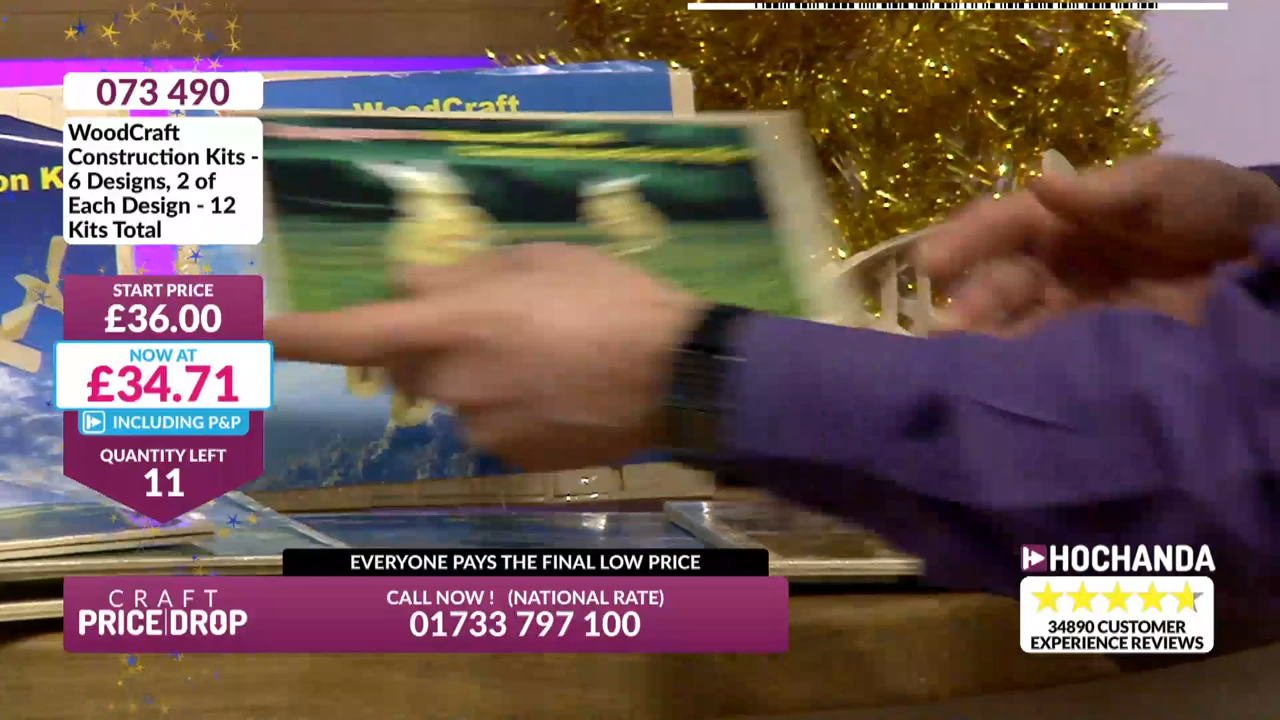 073 490
WoodCraft
Construction Kits -
6 Designs, 2 of
Each Design - 12
Kits Total
WoodCraft
on K
START PRICE
£36.00
NOW AT
£34.71
INCLUDING P&P
QUANTITY LEFT
11
EVERYONE PAYS THE FINAL LOW PRICE
CRAFT
PRICE DROP
CALL NOW ! (NATIONAL RATE)
01733 797 100
HOCHANDA
34890 CUSTOMER
EXPERIENCE REVIEWS